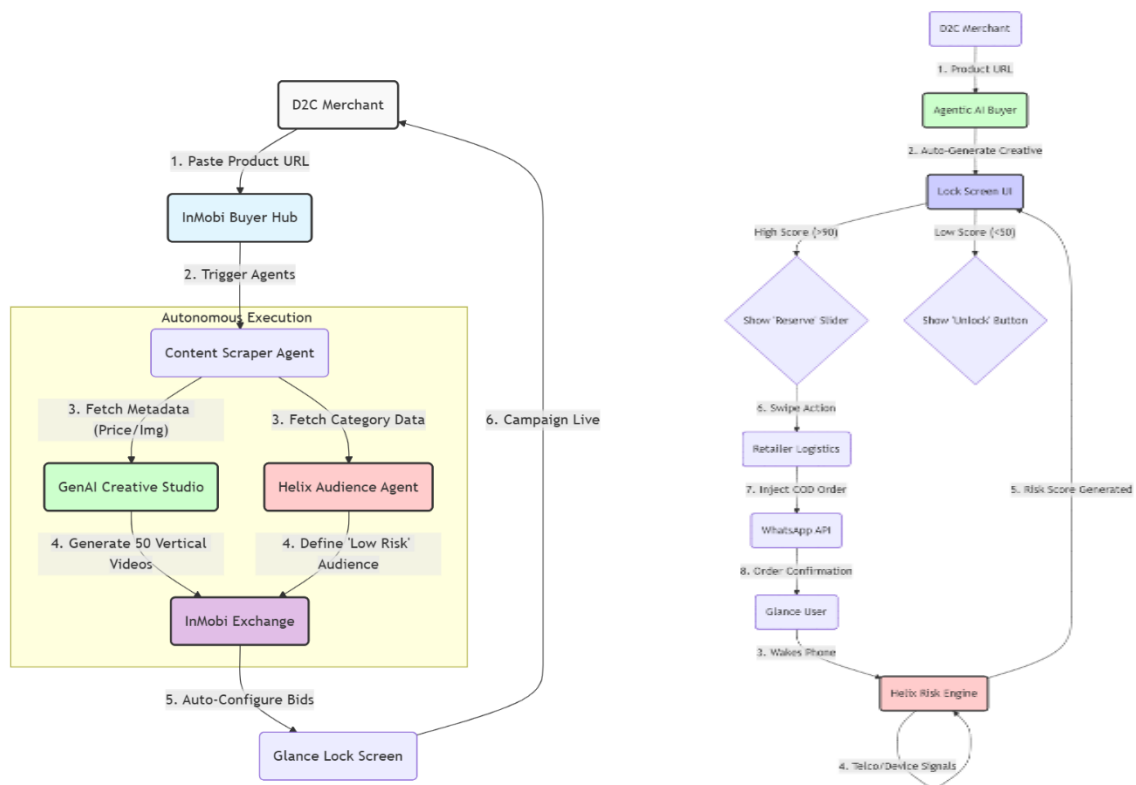 D2C Merchant
1. Paste Product URL
InMobi Buyer Hub
2. Trigger Agents
Autonomous Execution
Content Scraper Agent
3. Fetch Metadata
(Price/Img)
3. Fetch Category Data
GenAI Creative Studio
Helix Audience Agent
4. Generate 50 Vertical
Videos
4. Define 'Low Risk'
Audience
InMobi Exchange
5. Auto-Configure Bids
Glance Lock Screen
6. Campaign Live
D2C Merchant
1. Product URL
Agentic AI Buyer
2. Auto-Generate Creative
Lock Screen UI
High Score (>90)
Low Score (<50)
Show 'Reserve' Slider
Show 'Unlock' Button
6. Swipe Action
Retailer Logistics
7. Inject COD Order
5. Risk Score Generated
WhatsApp API
8. Order Confirmation
Glance User
3. Wakes Phone
Helix Risk Engine
4. Telco/Device Signals